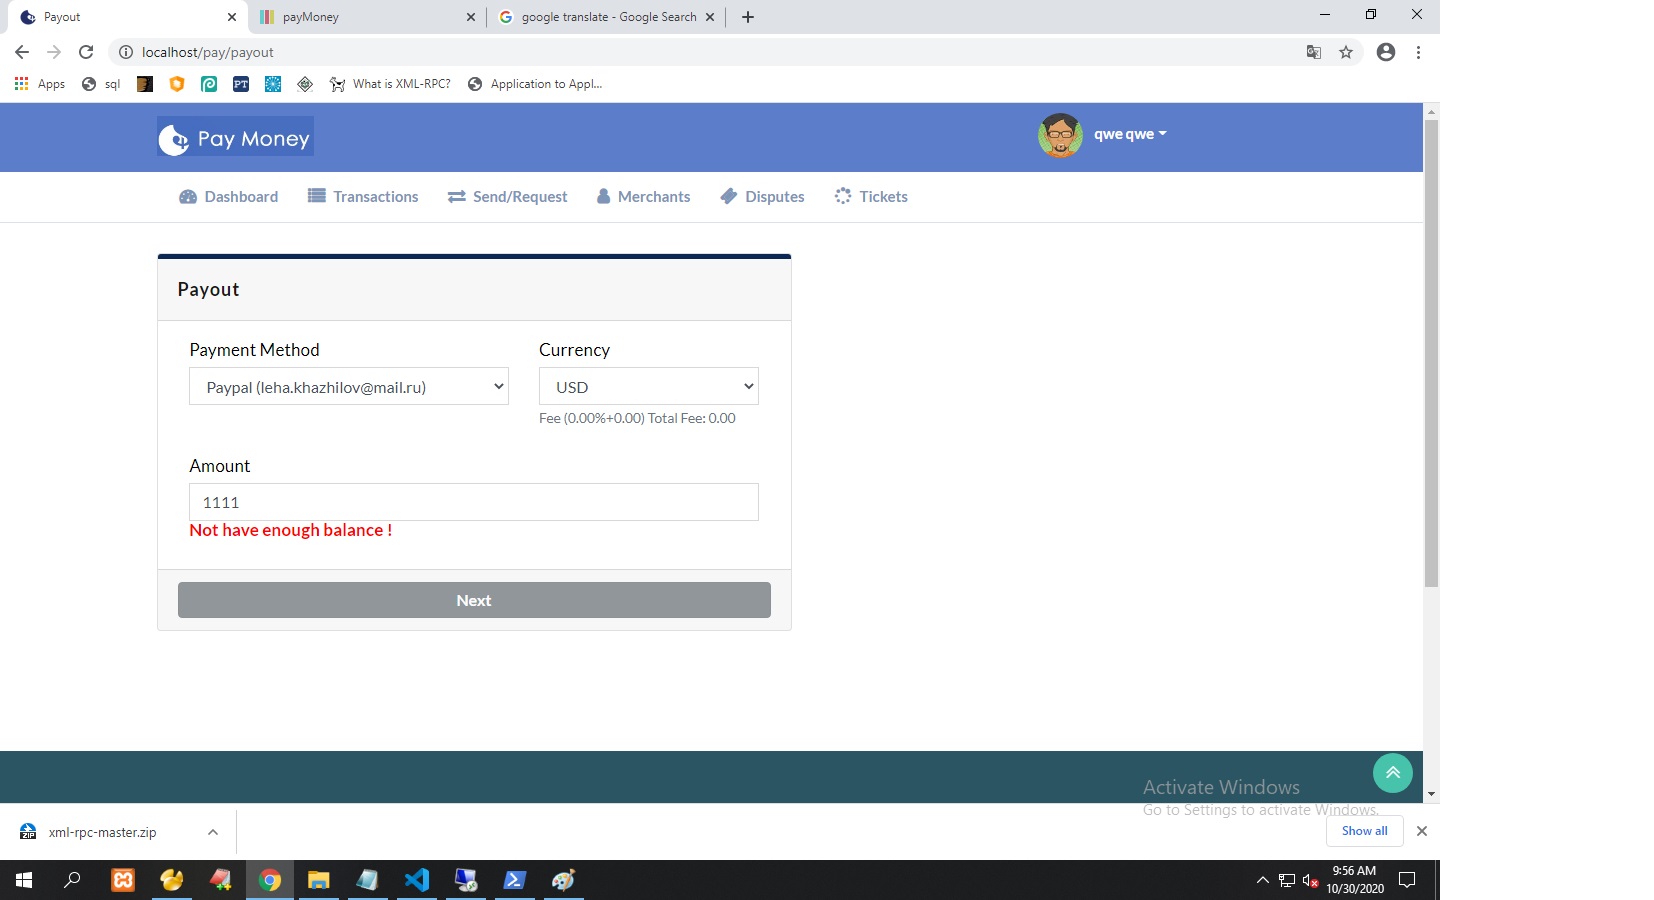 Payout
payMoney
google translate - Google Search
localhost/pay/payout
Apps
sql
PT
What is XML-RPC?
Application to Appl...
Pay Money
qwe qwe
Dashboard
Transactions
Send/Request
Merchants
Disputes
Tickets
Payout
Payment Method
Currency
Paypal (leha.khazhilov@mail.ru)
USD
Fee (0.00%+0.00) Total Fee: 0.00
Amount
1111
Not have enough balance !
Next
Activate Windows
Go to Settings to activate Windows.
ZIP
xml-rpc-master.zip
Show all
9:56 AM
10/30/2020